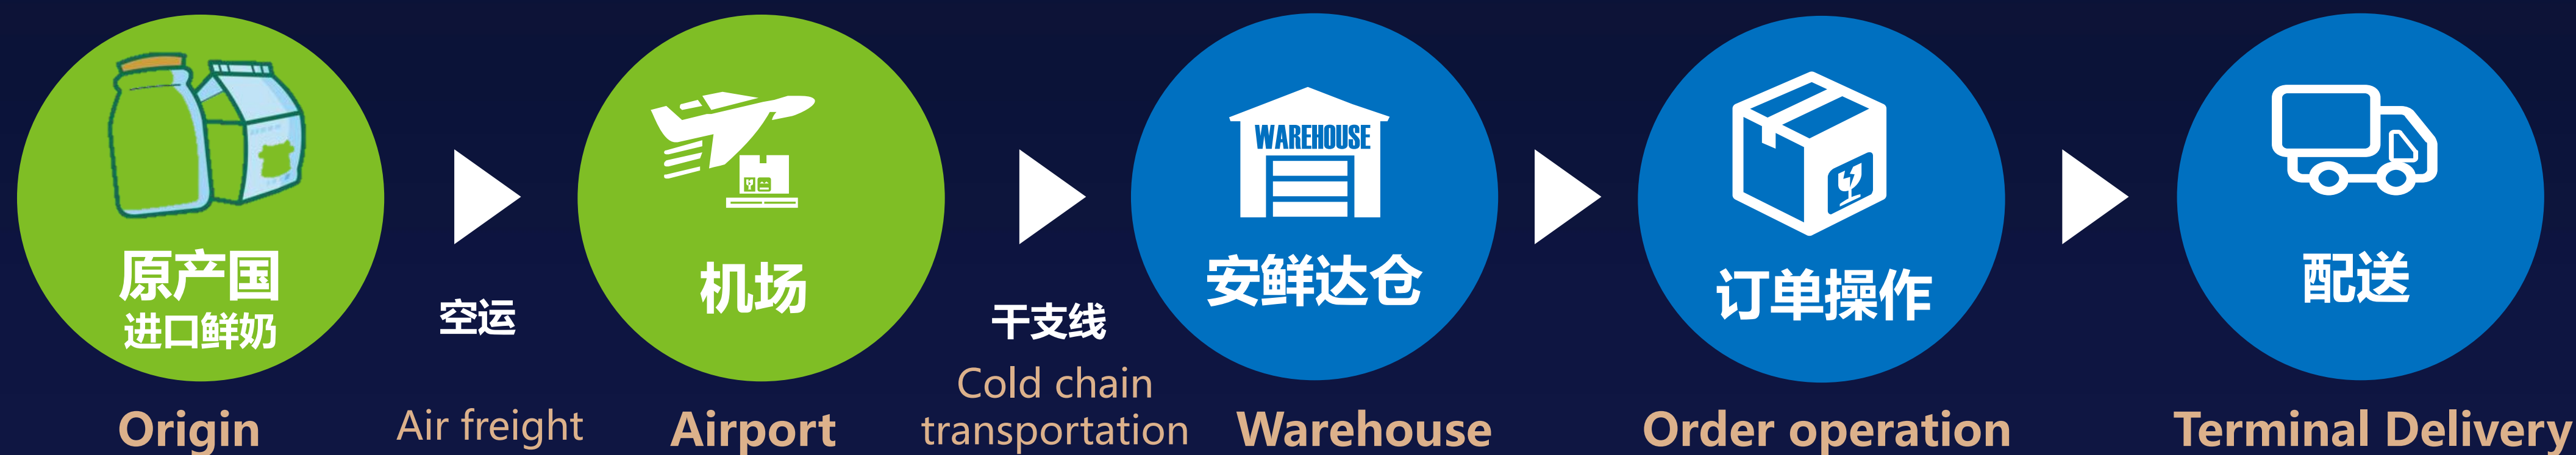 原产国
进口鲜奶
Origin
空运
Air freight
机场
Airport
干支线
Cold chain
transportation
WAREHOUSE
安鲜达仓
Warehouse
订单操作
Order operation
配送
Terminal Delivery